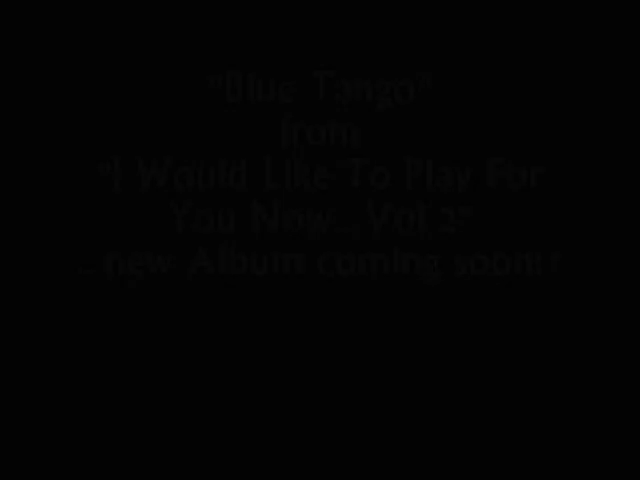 "Blue Tango"
from
"I Would Like To Play For
You Now... Vol 2"
...new Album coming soon!